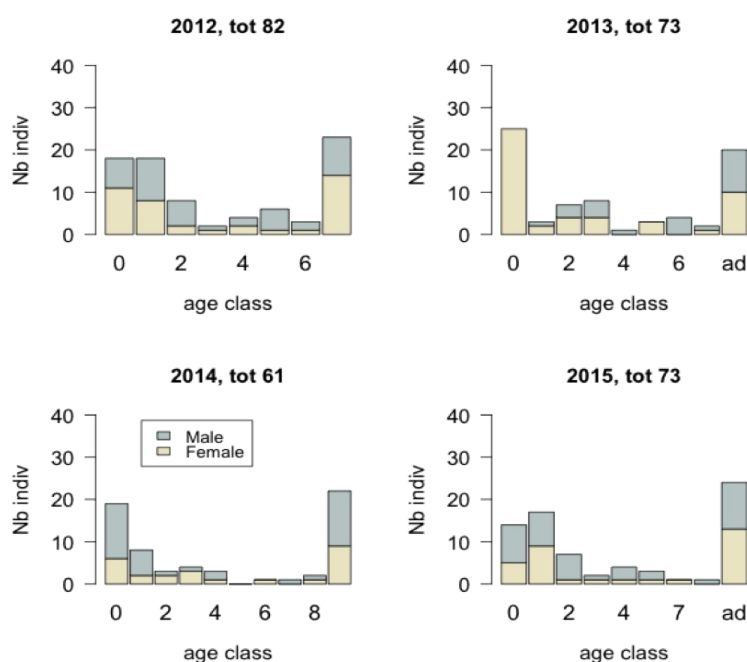 2012, tot 82
Nb indiv
40
30
20
10
0
0 2 4 6
age class
2013, tot 73
Nb indiv
40
30
20
10
0
0 2 4 6 ad
age class
2014, tot 61
Nb indiv
40
30
20
10
0
Male
Female
0 2 4 6 8
age class
2015, tot 73
Nb indiv
40
30
20
10
0
0 2 4 7 ad
age class